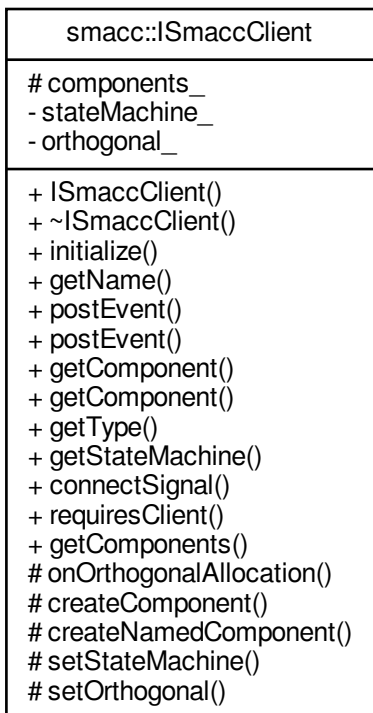 smacc::ISmaccClient
# components_
- stateMachine_
- orthogonal_
+ ISmaccClient()
+ ~ISmaccClient()
+ initialize()
+ getName()
+ postEvent()
+ postEvent()
+ getComponent()
+ getComponent()
+ getType()
+ getStateMachine()
+ connectSignal()
+ requiresClient()
+ getComponents()
# onOrthogonalAllocation()
# createComponent()
# createNamedComponent()
# setStateMachine()
# setOrthogonal()